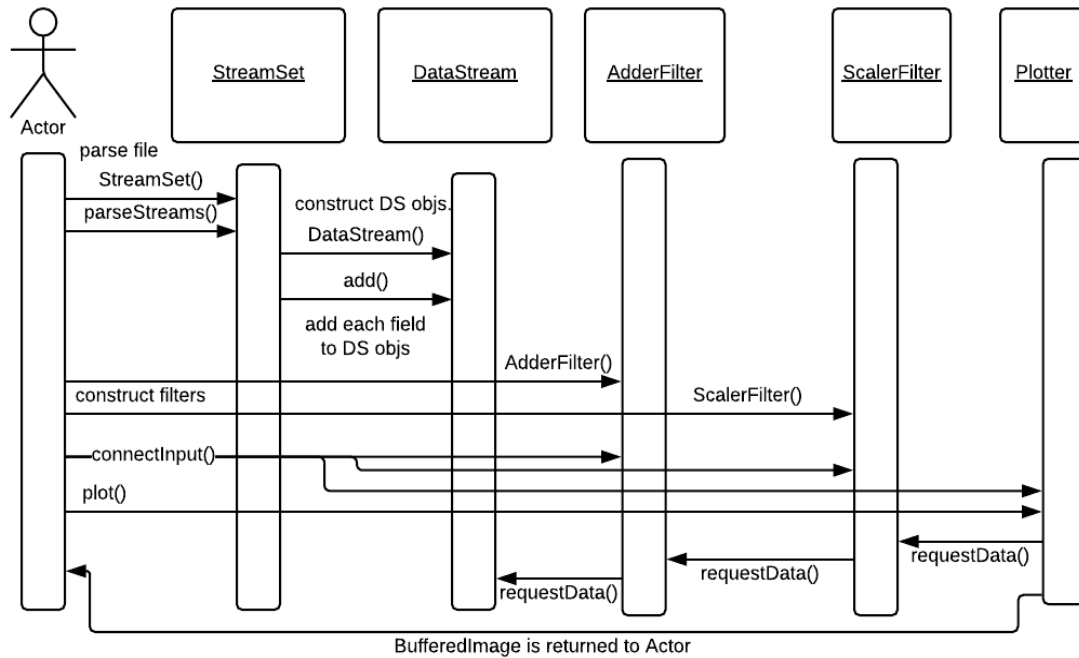 StreamSet
DataStream
AdderFilter
ScalerFilter
Plotter
Actor
parse file
StreamSet()
parseStreams()
construct DS objs.
DataStream()
add()
add each field
to DS objs
AdderFilter()
construct filters
ScalerFilter()
connectInput()
plot()
requestData()
requestData()
requestData()
BufferedImage is returned to Actor